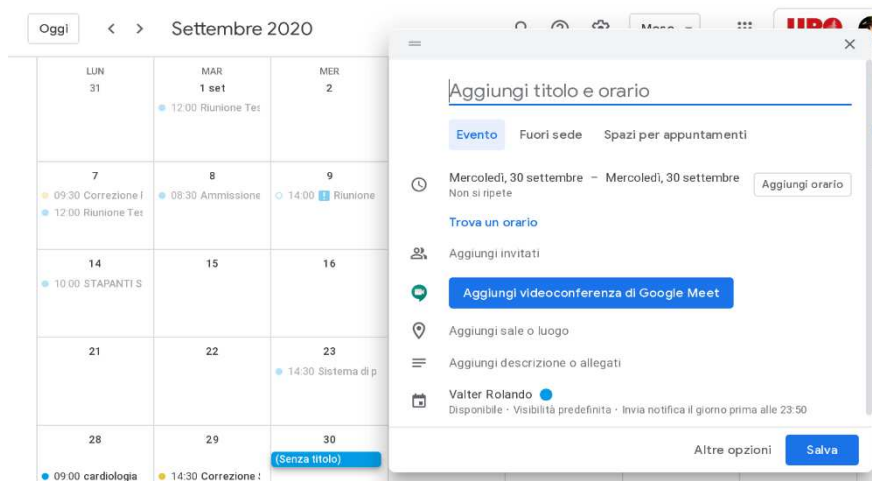 Oggi < > Settembre 2020
LUN MAR MER
31 1 set 2
12:00 Riunione Tes
7 8 9
09:30 Correzione 08:30 Ammissione 14:00 Riunione
12:00 Riunione Tes
14 15 16
10:00 STAPANTI S
21 22 23
14:30 Sistema di p
28 29 30
(Senza titolo)
09:00 cardiologia 14:30 Correzione
Aggiungi titolo e orario
Evento Fuori sede Spazi per appuntamenti
Mercoledì, 30 settembre – Mercoledì, 30 settembre Aggiungi orario
Non si ripete
Trova un orario
Aggiungi invitati
Aggiungi videoconferenza di Google Meet
Aggiungi sale o luogo
Aggiungi descrizione o allegati
Valter Rolando
Disponibile · Visibilità predefinita · Invia notifica il giorno prima alle 23:50
Altre opzioni Salva